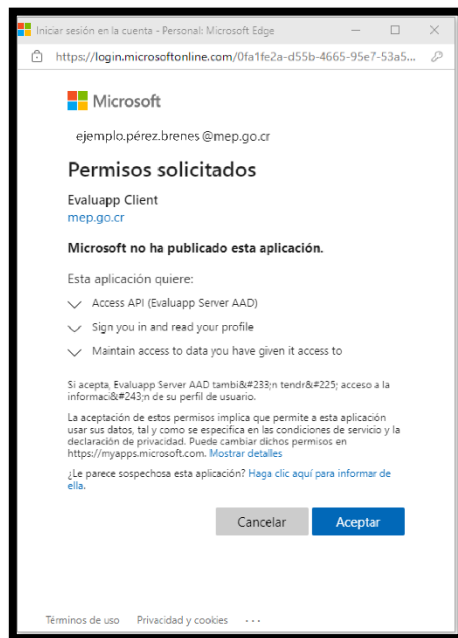 Iniciar sesión en la cuenta - Personal: Microsoft Edge
https://login.microsoftonline.com/0fa1fe2a-d55b-4665-95e7-53a5...
Microsoft
ejemplo.pérez.brenes @mep.go.cr
Permisos solicitados
Evaluapp Client
mep.go.cr
Microsoft no ha publicado esta aplicación.
Esta aplicación quiere:
Access API (Evaluapp Server AAD)
Sign you in and read your profile
Maintain access to data you have given it access to
Si acepta, Evaluapp Server AAD tambi&#233;n tendr&#225; acceso a la
informaci&#243;n de su perfil de usuario.
La aceptación de estos permisos implica que permite a esta aplicación
usar sus datos, tal y como se especifica en las condiciones de servicio y la
declaración de privacidad. Puede cambiar dichos permisos en
https://myapps.microsoft.com. Mostrar detalles
¿Le parece sospechosa esta aplicación? Haga clic aquí para informar de
ella.
Cancelar Aceptar
Términos de uso Privacidad y cookies ...